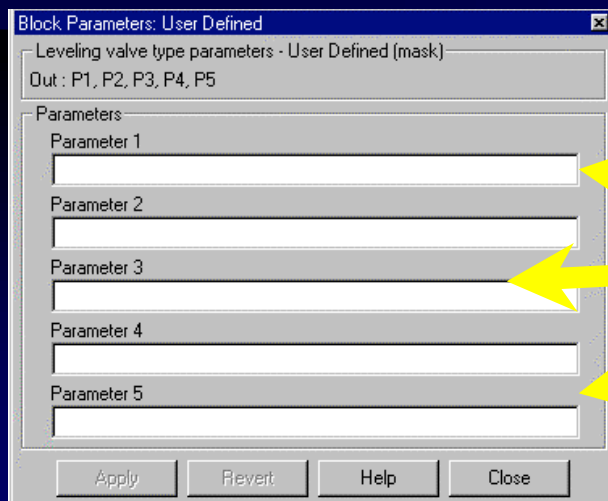 Block Parameters: User Defined
Leveling valve type parameters - User Defined (mask)
Out : P1, P2, P3, P4, P5
Parameters
Parameter 1
Parameter 2
Parameter 3
Parameter 4
Parameter 5
Apply Revert Help Close